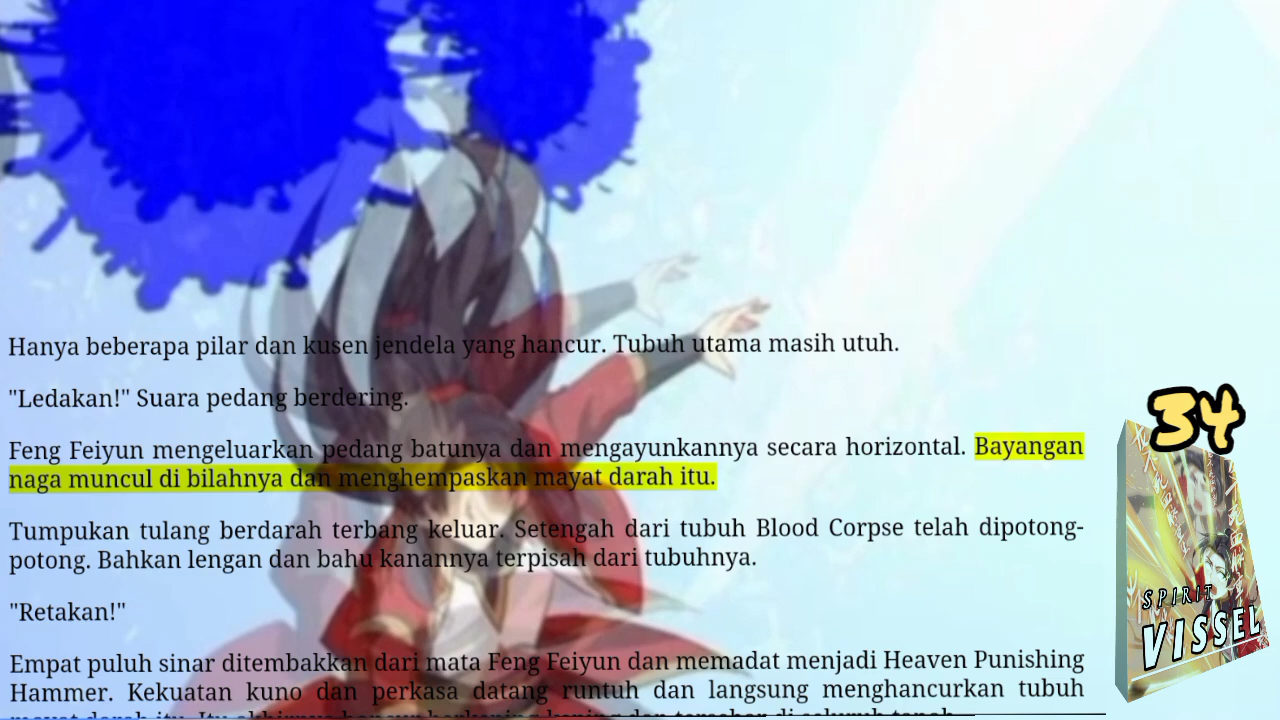 Hanya beberapa pilar dan kusen jendela yang hancur. Tubuh utama masih utuh.
"Ledakan!" Suara pedang berdering.
Feng Feiyun mengeluarkan pedang batunya dan mengayunkannya secara horizontal. Bayangan
naga muncul di bilahnya dan menghempaskan mayat darah itu.
Tumpukan tulang berdarah terbang keluar. Setengah dari tubuh Blood Corpse telah dipotong-
potong. Bahkan lengan dan bahu kanannya terpisah dari tubuhnya.
"Retakan!"
Empat puluh sinar ditembakkan dari mata Feng Feiyun dan memadat menjadi Heaven Punishing
Hammer. Kekuatan kuno dan perkasa datang runtuh dan langsung menghancurkan tubuh
34
SPIRIT
VISSEL